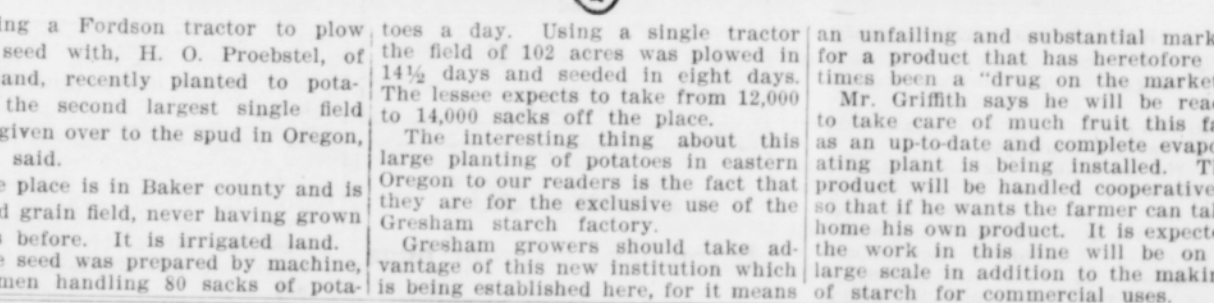 ing a Fordson tractor to plow
seed with, H. O. Proebstel, of
and, recently planted to pota-
the second largest single field
given over to the spud in Oregon,
said.
e place is in Baker county and is
d grain field, never having grown
s before. It is irrigated land.
e seed was prepared by machine,
men handling 80 sacks of pota-
toes a day. Using a single tractor
the field of 102 acres was plowed in
14½ days and seeded in eight days.
The lessee expects to take from 12,000
to 14,000 sacks off the place.
The interesting thing about this
large planting of potatoes in eastern
Oregon to our readers is the fact that
they are for the exclusive use of the
Gresham starch factory.
Gresham growers should take ad-
vantage of this new institution which
is being established here, for it means
an unfailing and substantial mark
for a product that has heretofore
times been a "drug on the market
Mr. Griffith says he will be rea
to take care of much fruit this fa
as an up-to-date and complete evapo
ating plant is being installed. Th
product will be handled cooperative
so that if he wants the farmer can tak
home his own product. It is expecte
the work in this line will be on
large scale in addition to the makin
of starch for commercial uses.